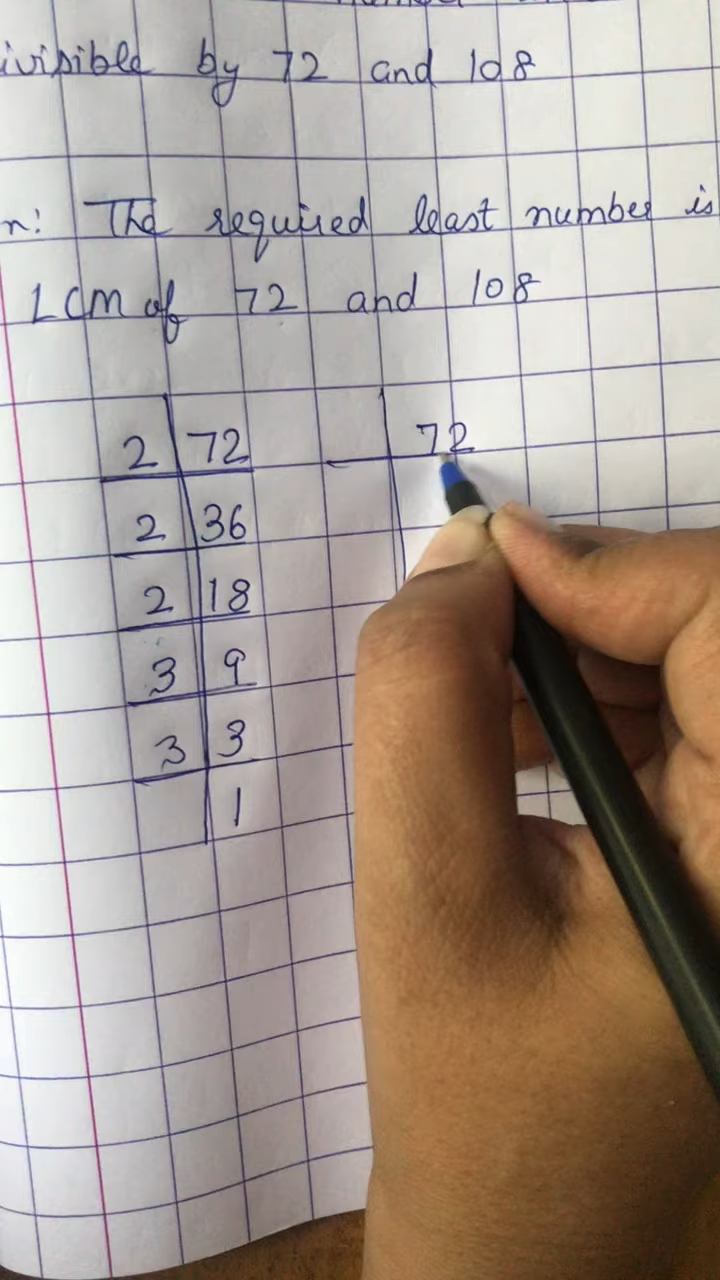 ivisible by 72 and 108
n: The required least number is
LCM of 72 and 108
2 72 72
2 36
2 18
3 9
3 3
1